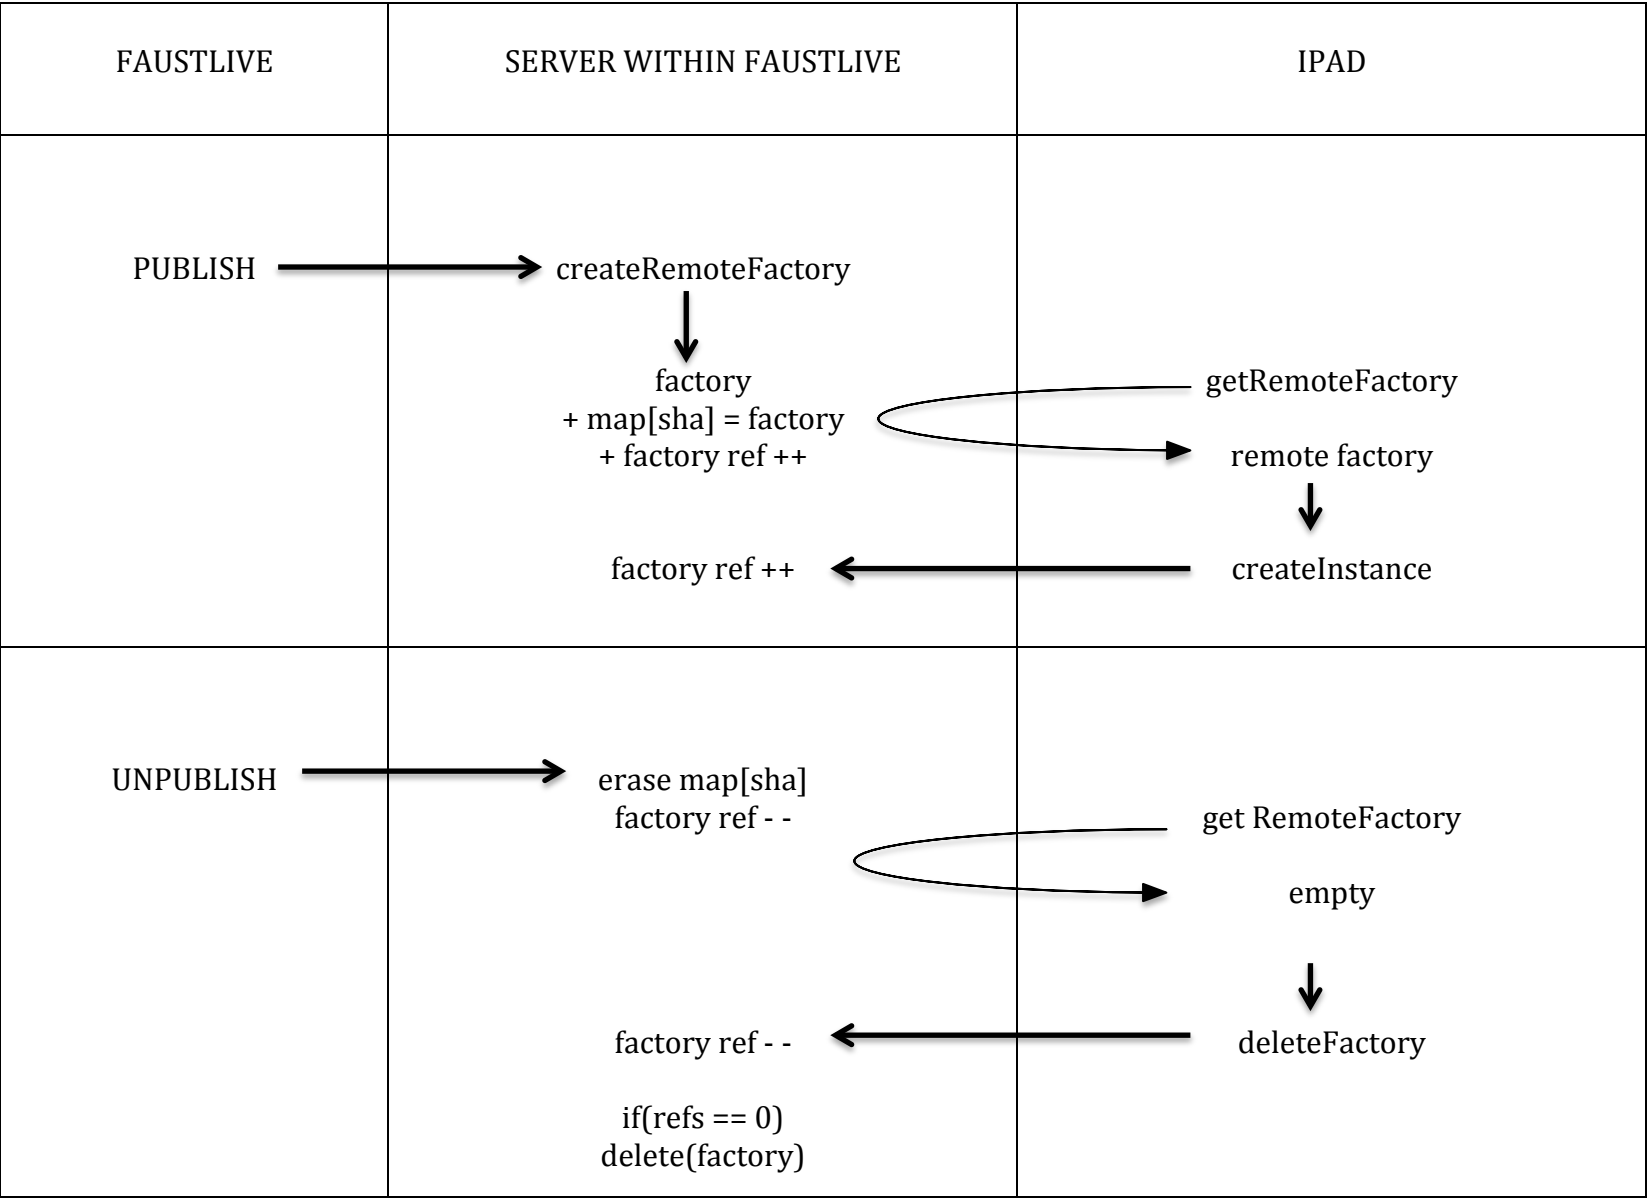 FAUSTLIVE
SERVER WITHIN FAUSTLIVE
IPAD
PUBLISH
createRemoteFactory
factory
+ map[sha] = factory
+ factory ref ++
getRemoteFactory
remote factory
factory ref ++
createInstance
UNPUBLISH
erase map[sha]
factory ref - -
get RemoteFactory
empty
factory ref - -
deleteFactory
if(refs == 0)
delete(factory)